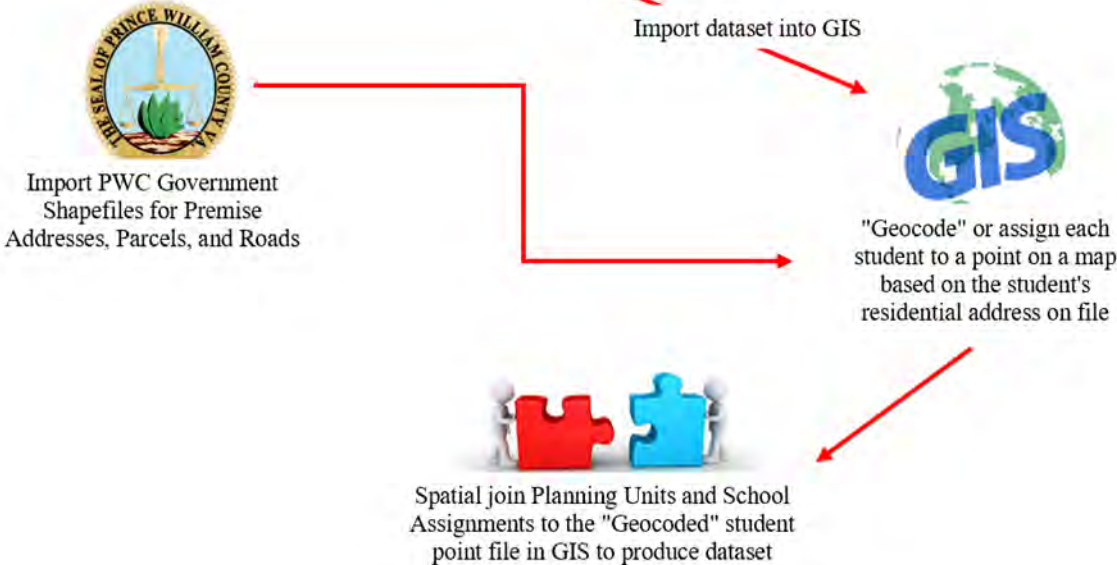 Import dataset into GIS
THE SEAL OF PRINCE WILLIAM COUNTY VA.
Import PWC Government
Shapefiles for Premise
Addresses, Parcels, and Roads
GIS
"Geocode" or assign each
student to a point on a map
based on the student's
residential address on file
Spatial join Planning Units and School
Assignments to the "Geocoded" student
point file in GIS to produce dataset